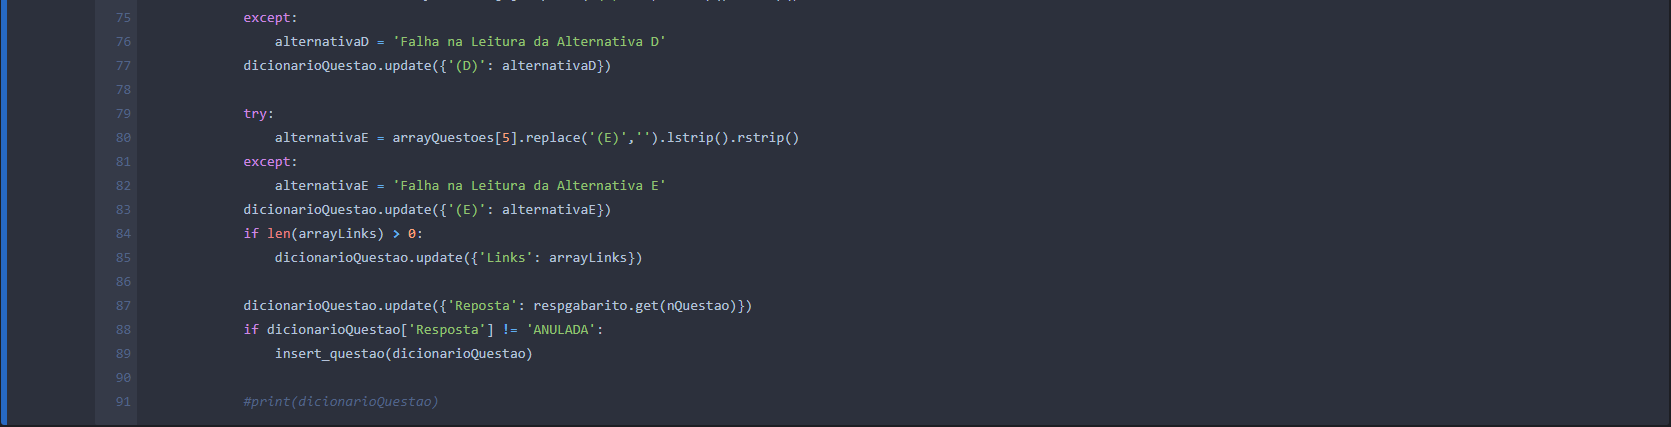 75 except:
76 alternativaD = 'Falha na Leitura da Alternativa D'
77 dicionarioQuestao.update({'(D)': alternativaD})
78
79 try:
80 alternativaE = arrayQuestoes[5].replace('(E)','').lstrip().rstrip()
81 except:
82 alternativaE = 'Falha na Leitura da Alternativa E'
83 dicionarioQuestao.update({'(E)': alternativaE})
84 if len(arrayLinks) > 0:
85 dicionarioQuestao.update({'Links': arrayLinks})
86
87 dicionarioQuestao.update({'Reposta': respgabarito.get(nQuestao)})
88 if dicionarioQuestao['Resposta'] != 'ANULADA':
89 insert_questao(dicionarioQuestao)
90
91 #print(dicionarioQuestao)